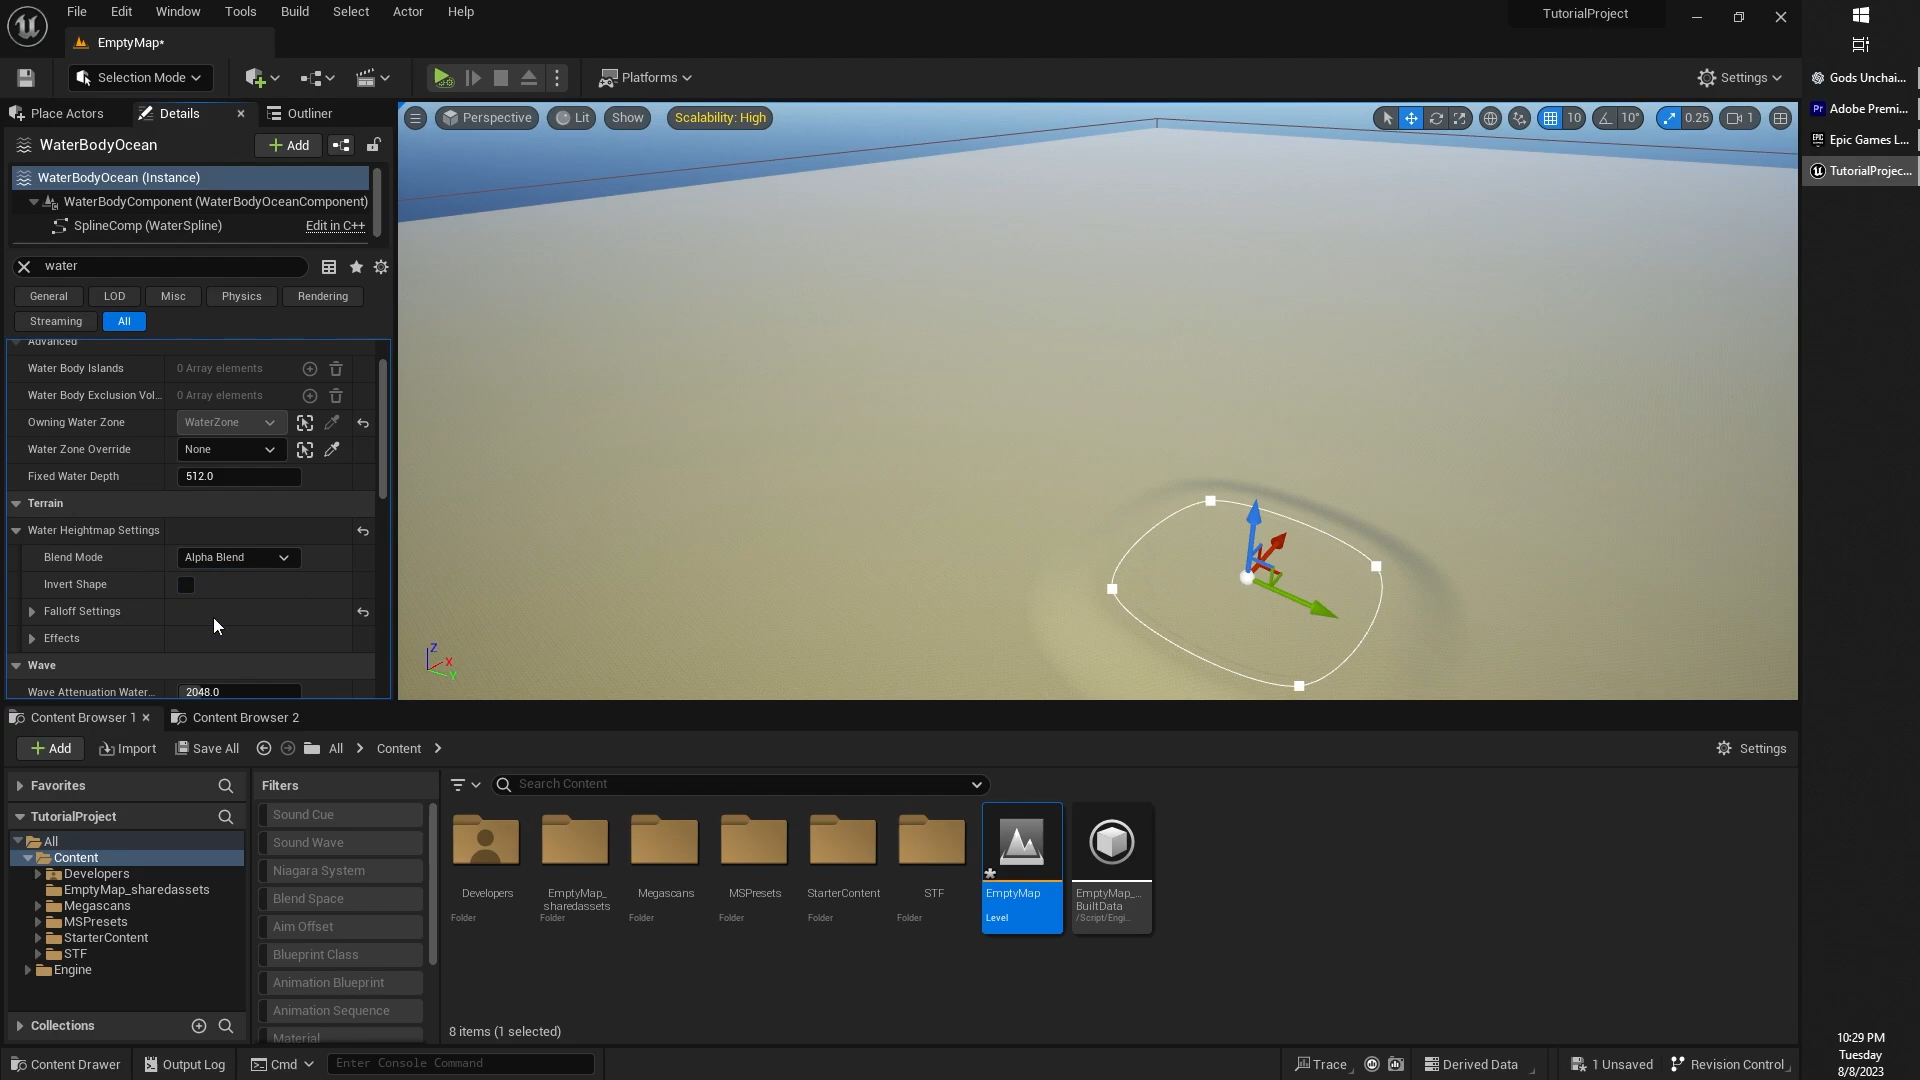 File Edit Window Tools Build Select Actor Help
TutorialProject
EmptyMap*
Selection Mode
Platforms
Settings
Place Actors
Details
Outliner
WaterBodyOcean
+ Add
WaterBodyOcean (Instance)
WaterBodyComponent (WaterBodyOceanComponent)
SplineComp (WaterSpline)
Edit in C++
water
General
LOD
Misc
Physics
Rendering
Streaming
All
Advanced
Water Body Islands
0 Array elements
Water Body Exclusion Vol...
0 Array elements
Owning Water Zone
WaterZone
Water Zone Override
None
Fixed Water Depth
512.0
Terrain
Water Heightmap Settings
Blend Mode
Alpha Blend
Invert Shape
Falloff Settings
Effects
Wave
Wave Attenuation Water...
2048.0
Perspective
Lit
Show
Scalability: High
10
10°
0.25
1
Z
X
Y
Content Browser 1
Content Browser 2
+ Add
Import
Save All
All
Content
Settings
Favorites
TutorialProject
All
Content
Developers
EmptyMap_sharedassets
Megascans
MSPresets
StarterContent
STF
Engine
Collections
Filters
Sound Cue
Sound Wave
Niagara System
Blend Space
Aim Offset
Blueprint Class
Animation Blueprint
Animation Sequence
Material
Search Content
Developers
Folder
EmptyMap_
sharedassets
Folder
Megascans
Folder
MSPresets
Folder
StarterContent
Folder
STF
Folder
EmptyMap
Level
EmptyMap_...
BuiltData
/Script/Engi...
8 items (1 selected)
Content Drawer
Output Log
Cmd
Enter Console Command
Trace
Derived Data
1 Unsaved
Revision Control
Gods Unchai...
Pr
Adobe Premi...
EPIC
Epic Games L...
TutorialProjec...
10:29 PM
Tuesday
8/8/2023